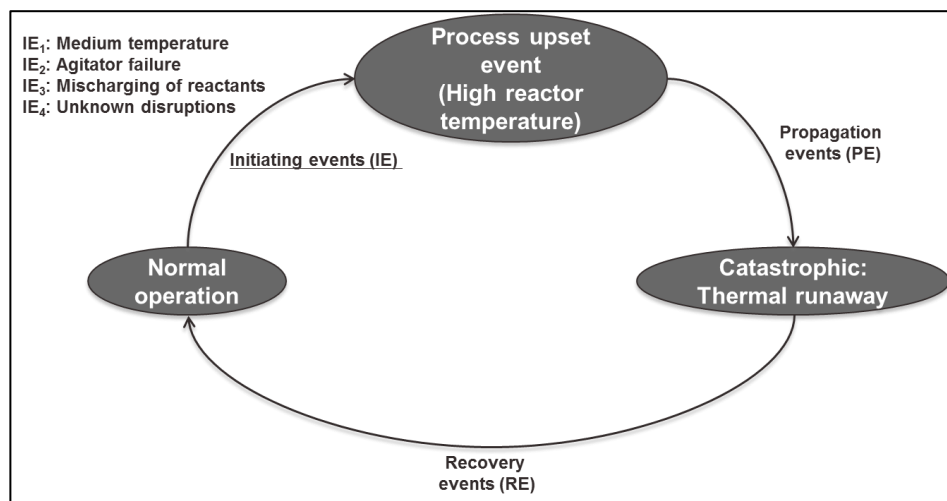 IE₁: Medium temperature
IE₂: Agitator failure
IE₃: Mischarging of reactants
IE₄: Unknown disruptions
Process upset
event
(High reactor
temperature)
Initiating events (IE)
Propagation
events (PE)
Normal
operation
Catastrophic:
Thermal runaway
Recovery
events (RE)